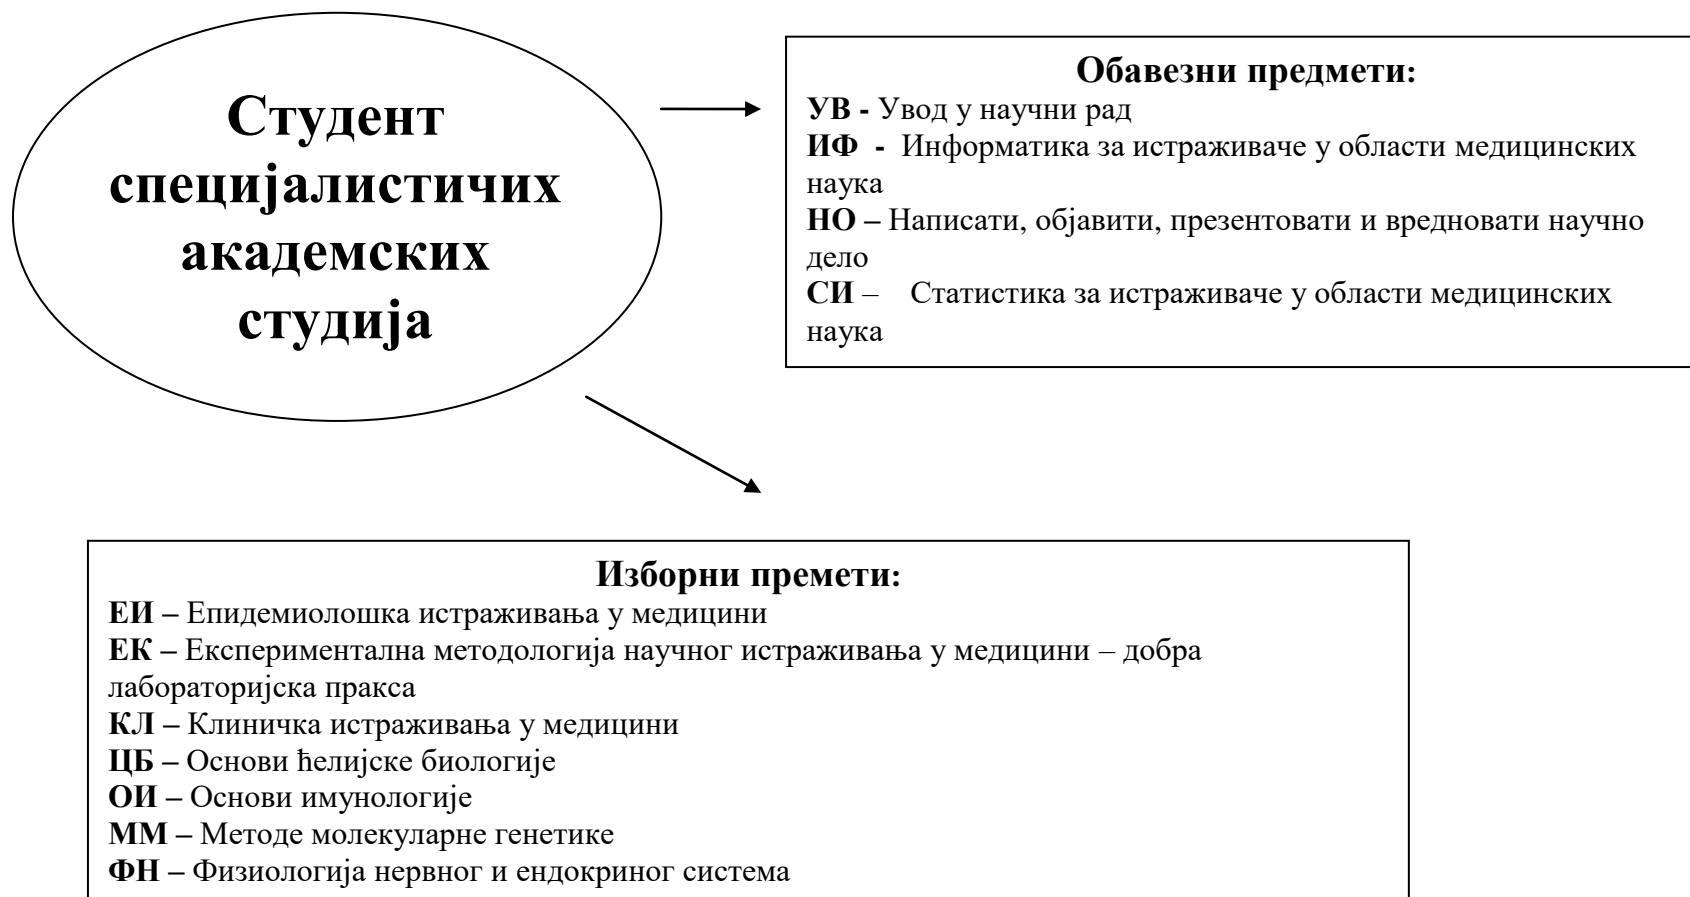 Студент
специјалистичих
академских
студија
Обавезни предмети:
УВ - Увод у научни рад
ИФ - Информатика за истраживаче у области медицинских
наука
НО – Написати, објавити, презентовати и вредновати научно
дело
СИ – Статистика за истраживаче у области медицинских
наука
Изборни премети:
ЕИ – Епидемиолошка истраживања у медицини
ЕК – Експериментална методологија научног истраживања у медицини – добра
лабораторијска пракса
КЛ – Клиничка истраживања у медицини
ЦБ – Основи ћелијске биологије
ОИ – Основи имунологије
ММ – Методе молекуларне генетике
ФН – Физиологија нервног и ендокриног система